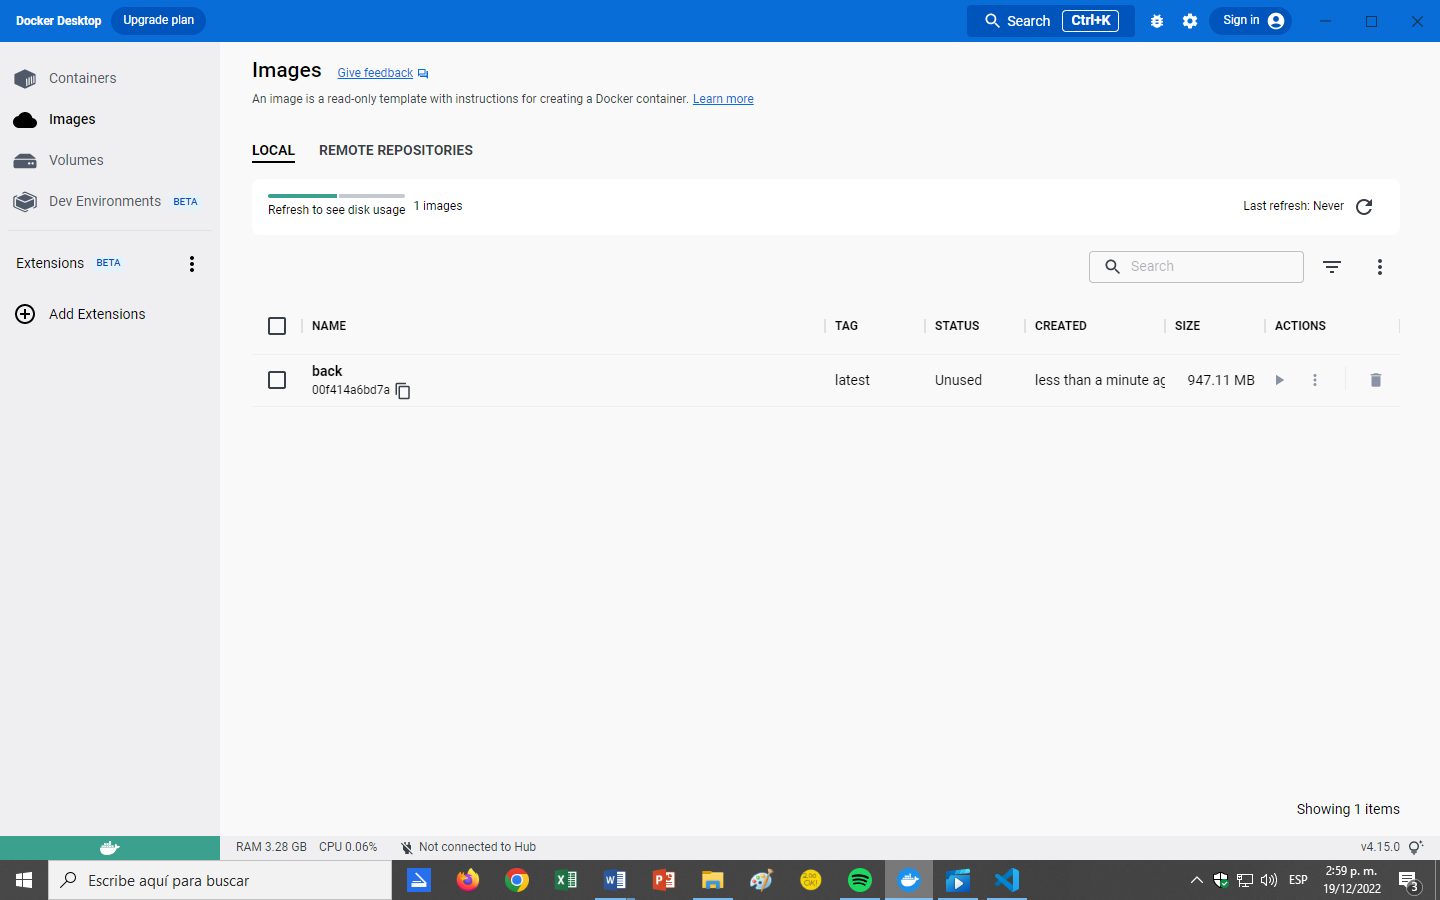 Docker Desktop Upgrade plan Search Ctrl+K Sign in
Containers
Images
Volumes
Dev Environments BETA
Extensions BETA
Add Extensions
Images Give feedback
An image is a read-only template with instructions for creating a Docker container. Learn more
LOCAL REMOTE REPOSITORIES
Refresh to see disk usage 1 images Last refresh: Never
Search
NAME TAG STATUS CREATED SIZE ACTIONS
back
00f414a6bd7a latest Unused less than a minute ag 947.11 MB
Showing 1 items
RAM 3.28 GB CPU 0.06% Not connected to Hub v4.15.0
Escribe aquí para buscar
ESP
2:59 p. m.
19/12/2022
3